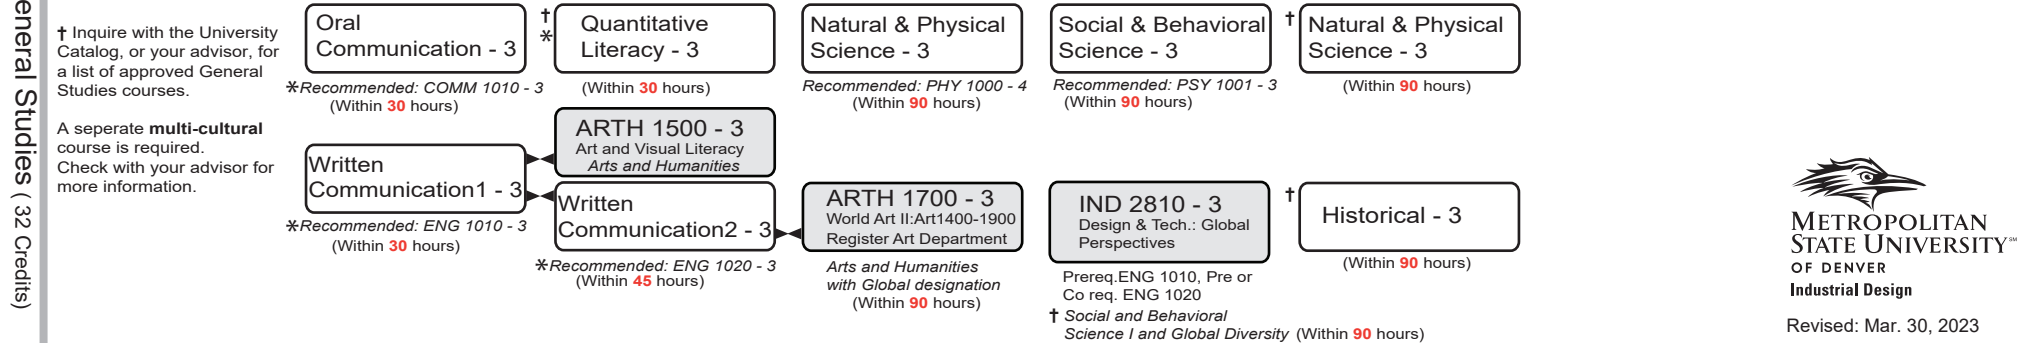 eneral Studies ( 32 Credits)
† Inquire with the University
Catalog, or your advisor, for
a list of approved General
Studies courses.
A seperate multi-cultural
course is required.
Check with your advisor for
more information.
Oral
Communication - 3
*Recommended: COMM 1010 - 3
(Within 30 hours)
†
*
Quantitative
Literacy - 3
(Within 30 hours)
Natural & Physical
Science - 3
Recommended: PHY 1000 - 4
(Within 90 hours)
Social & Behavioral
Science - 3
Recommended: PSY 1001 - 3
(Within 90 hours)
†
Natural & Physical
Science - 3
(Within 90 hours)
Written
Communication1 - 3
*Recommended: ENG 1010 - 3
(Within 30 hours)
ARTH 1500 - 3
Art and Visual Literacy
Arts and Humanities
Written
Communication2 - 3
*Recommended: ENG 1020 - 3
(Within 45 hours)
ARTH 1700 - 3
World Art II:Art1400-1900
Register Art Department
Arts and Humanities
with Global designation
(Within 90 hours)
IND 2810 - 3
Design & Tech.: Global
Perspectives
Prereq.ENG 1010, Pre or
Co req. ENG 1020
† Social and Behavioral
Science I and Global Diversity (Within 90 hours)
†
Historical - 3
(Within 90 hours)
METROPOLITAN
STATE UNIVERSITY℠
OF DENVER
Industrial Design
Revised: Mar. 30, 2023